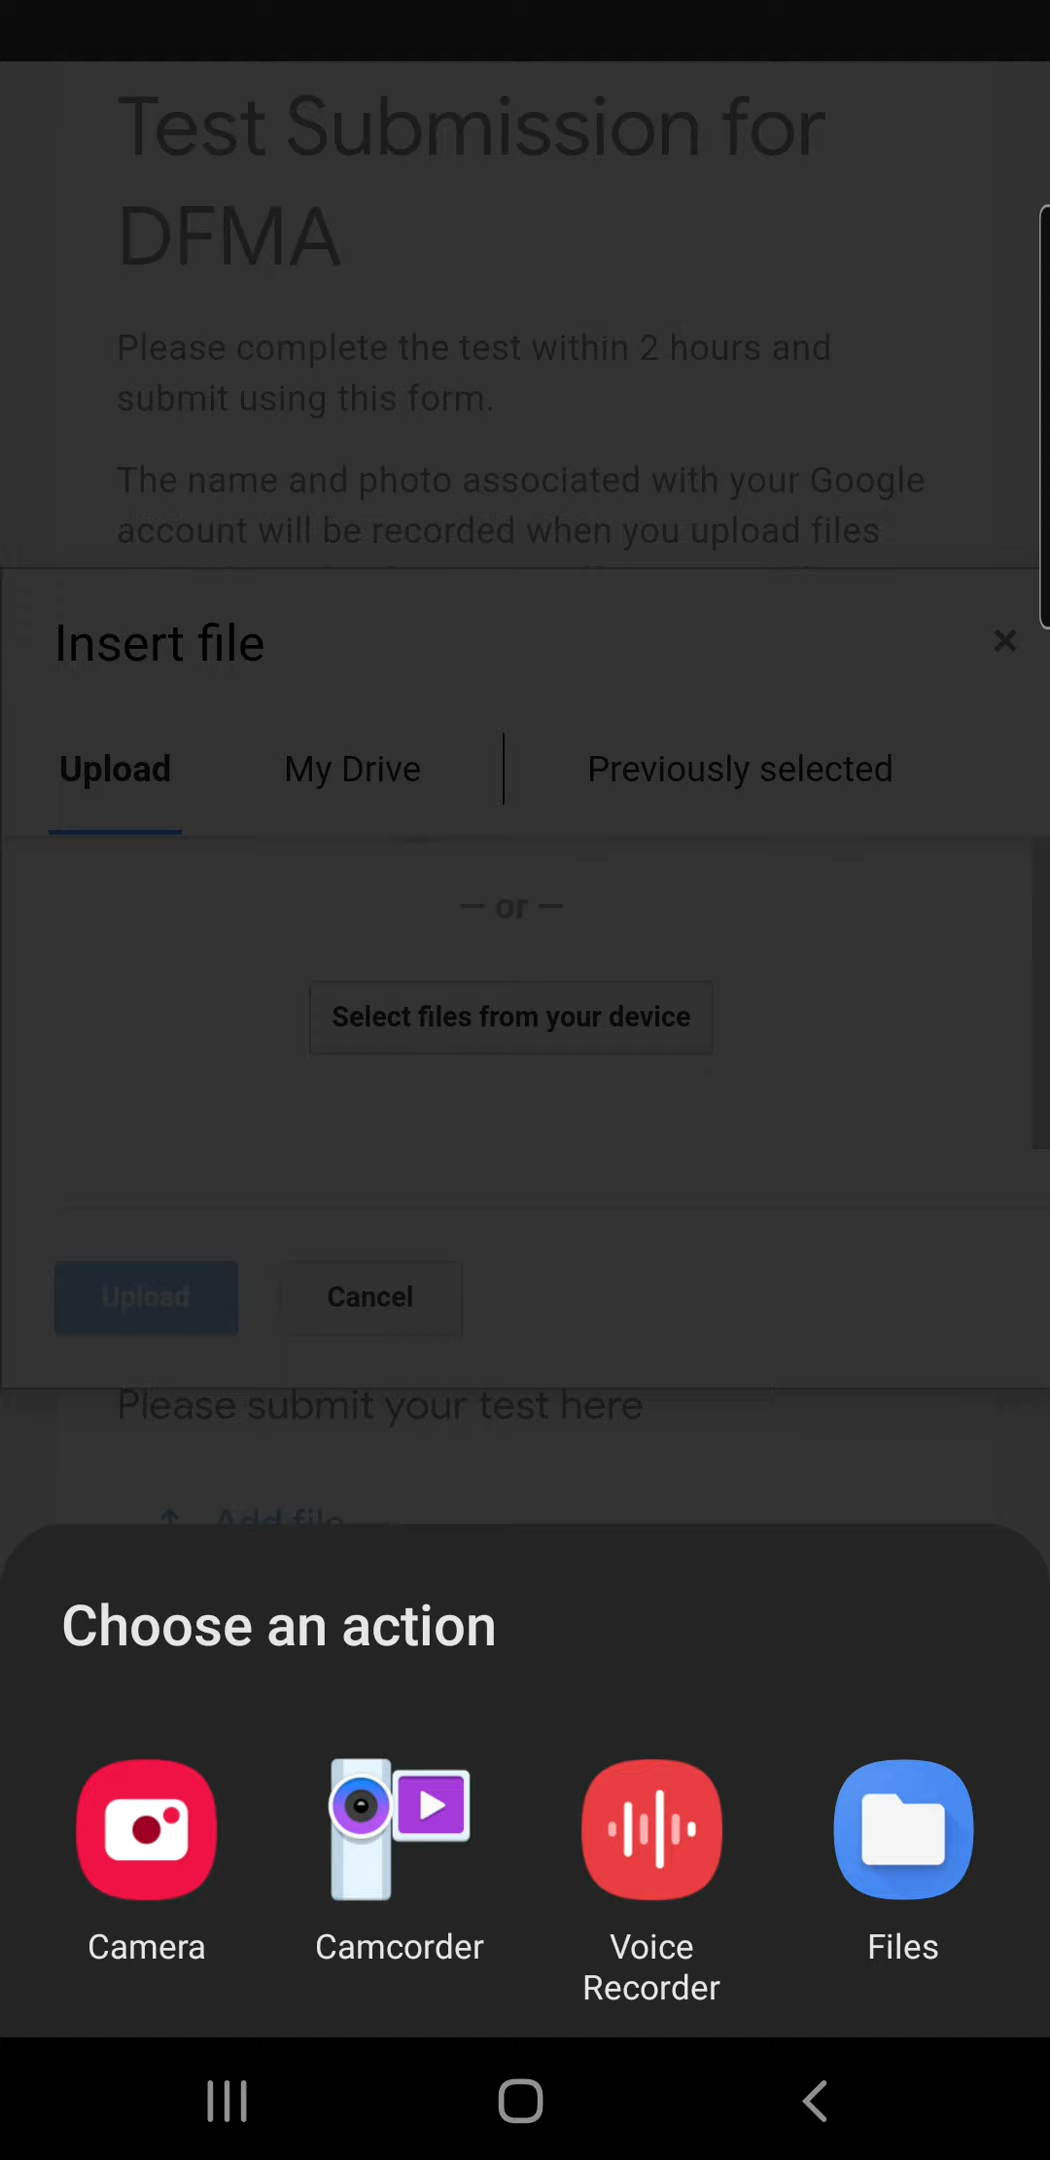 Test Submission for
DFMA
Please complete the test within 2 hours and
submit using this form.
The name and photo associated with your Google
account will be recorded when you upload files
Insert file
Upload
My Drive
Previously selected
— or —
Select files from your device
Upload
Cancel
Please submit your test here
Add file
Choose an action
Camera
Camcorder
Voice
Recorder
Files